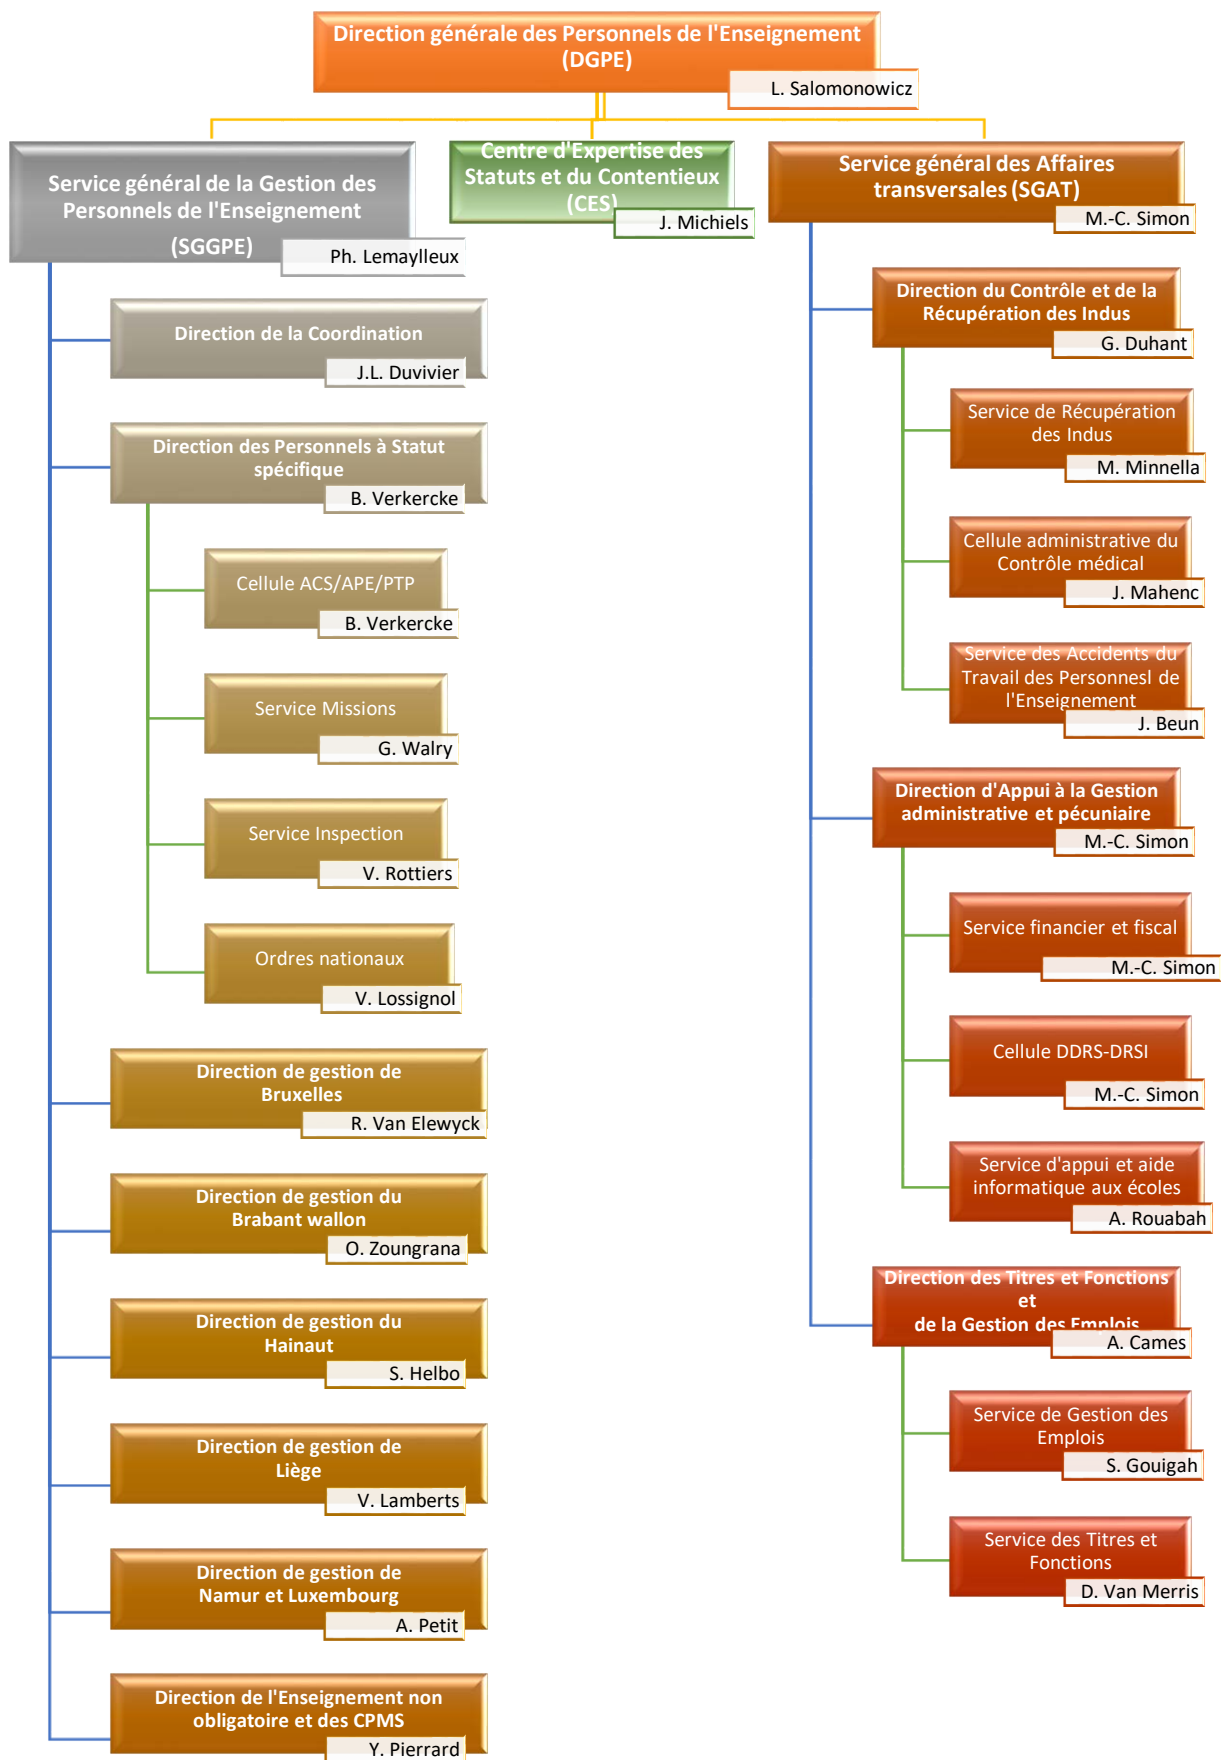 Direction générale des Personnels de l'Enseignement
(DGPE)
L. Salomonowicz
Service général de la Gestion des
Personnels de l'Enseignement
(SGGPE)
Ph. Lemaylleux
Direction de la Coordination
J.L. Duvivier
Direction des Personnels à Statut
spécifique
B. Verkercke
Cellule ACS/APE/PTP
B. Verkercke
Service Missions
G. Walry
Service Inspection
V. Rottiers
Ordres nationaux
V. Lossignol
Direction de gestion de
Bruxelles
R. Van Elewyck
Direction de gestion du
Brabant wallon
O. Zoungrana
Direction de gestion du
Hainaut
S. Helbo
Direction de gestion de
Liège
V. Lamberts
Direction de gestion de
Namur et Luxembourg
A. Petit
Direction de l'Enseignement non
obligatoire et des CPMS
Y. Pierrard
Centre d'Expertise des
Statuts et du Contentieux
(CES)
J. Michiels
Service général des Affaires
transversales (SGAT)
M.-C. Simon
Direction du Contrôle et de la
Récupération des Indus
G. Duhant
Service de Récupération
des Indus
M. Minnella
Cellule administrative du
Contrôle médical
J. Mahenc
Service des Accidents du
Travail des Personnesl de
l'Enseignement
J. Beun
Direction d'Appui à la Gestion
administrative et pécuniaire
M.-C. Simon
Service financier et fiscal
M.-C. Simon
Cellule DDRS-DRSI
M.-C. Simon
Service d'appui et aide
informatique aux écoles
A. Rouabah
Direction des Titres et Fonctions
et
de la Gestion des Emplois
A. Cames
Service de Gestion des
Emplois
S. Gouigah
Service des Titres et
Fonctions
D. Van Merris